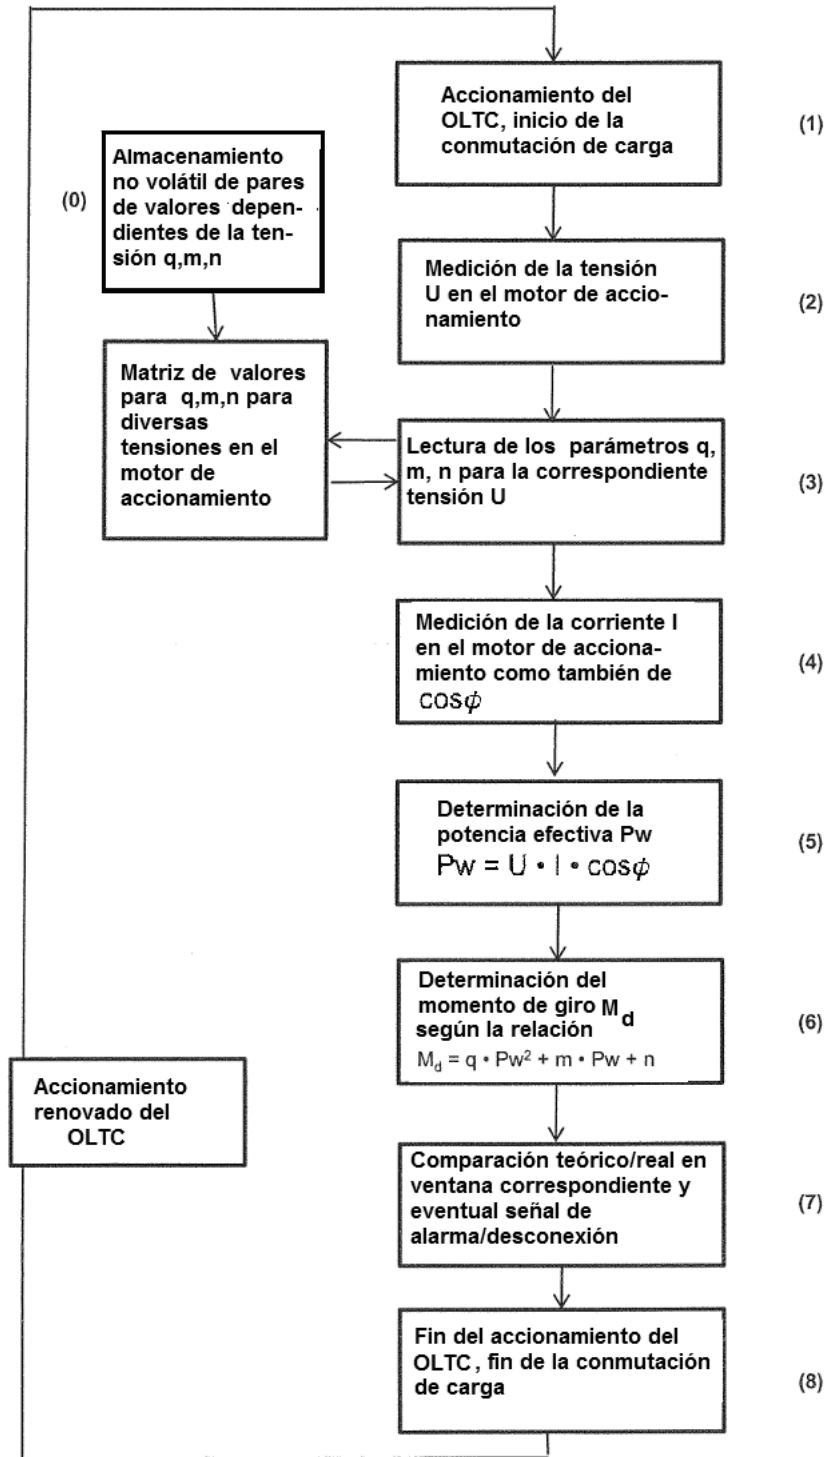 Accionamiento del
OLTC, inicio de la
conmutación de carga
(1)
(0)
Almacenamiento
no volátil de pares
de valores depen-
dientes de la ten-
sión q,m,n
Medición de la tensión
U en el motor de accio-
namiento
(2)
Matriz de valores
para q,m,n para
diversas
tensiones en el
motor de
accionamiento
Lectura de los parámetros q,
m, n para la correspondiente
tensión U
(3)
Medición de la corriente I
en el motor de acciona-
miento como también de
cosϕ
(4)
Determinación de la
potencia efectiva Pw
Pw = U • I • cosϕ
(5)
Determinación del
momento de giro M_d
según la relación
M_d = q • Pw² + m • Pw + n
(6)
Accionamiento
renovado del
OLTC
Comparación teórico/real en
ventana correspondiente y
eventual señal de
alarma/desconexión
(7)
Fin del accionamiento del
OLTC, fin de la conmutación
de carga
(8)